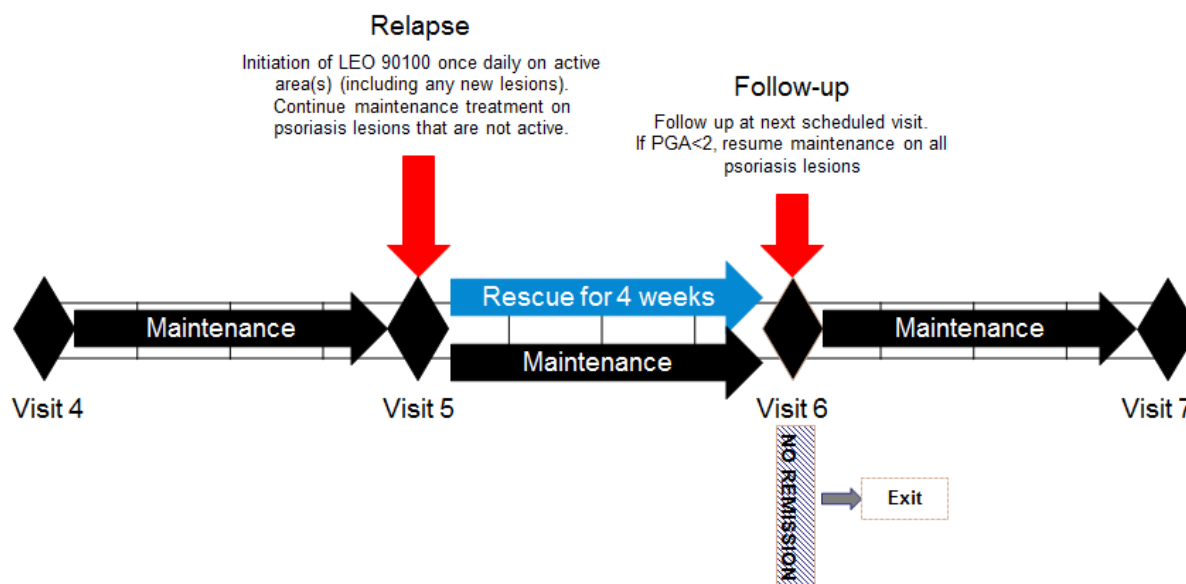 Relapse
Initiation of LEO 90100 once daily on active
area(s) (including any new lesions).
Continue maintenance treatment on
psoriasis lesions that are not active.
Follow-up
Follow up at next scheduled visit.
If PGA<2, resume maintenance on all
psoriasis lesions
Rescue for 4 weeks
Maintenance
Maintenance
Maintenance
Visit 4
Visit 5
Visit 6
Visit 7
NO REMISSION
Exit